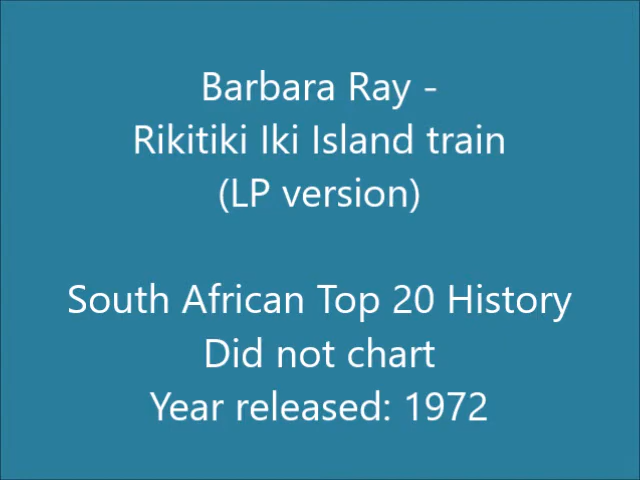 Barbara Ray -
Rikitiki Iki Island train
(LP version)
South African Top 20 History
Did not chart
Year released: 1972